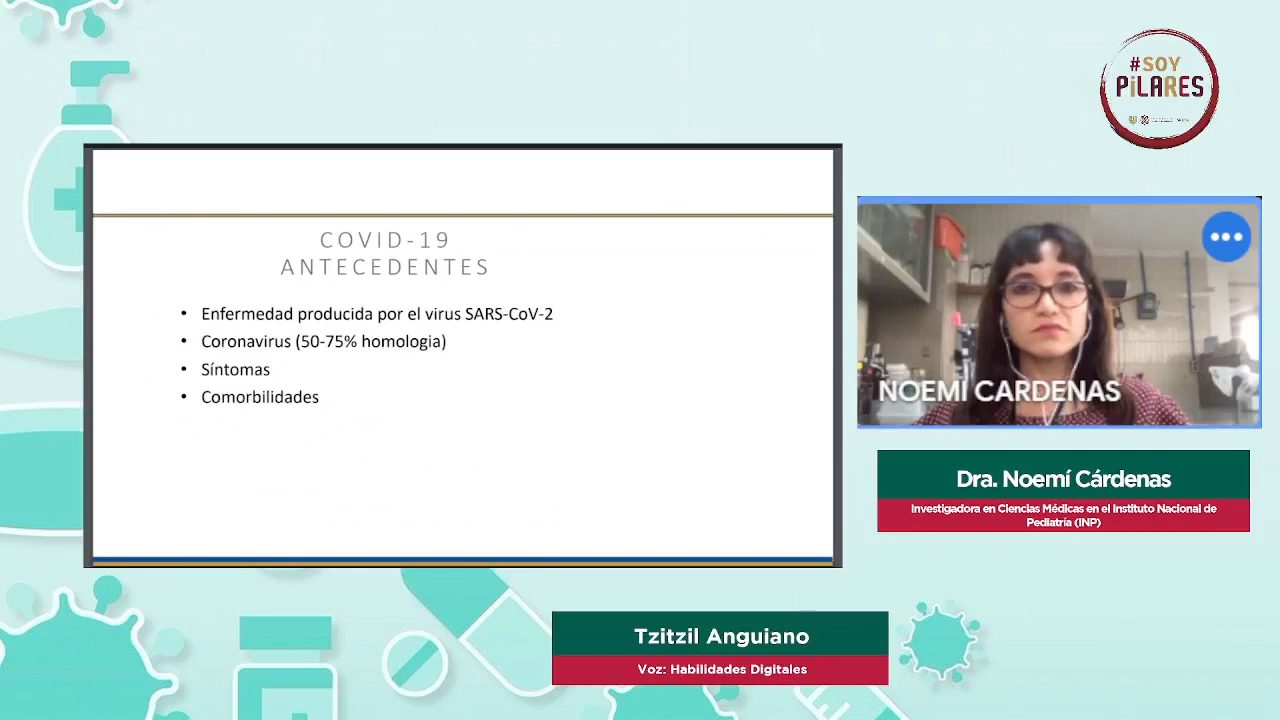 #SOY
PiLARES
COVID-19
ANTECEDENTES
• Enfermedad producida por el virus SARS-CoV-2
• Coronavirus (50-75% homologia)
• Síntomas
• Comorbilidades
NOEMI CARDENAS
Dra. Noemí Cárdenas
Investigadora en Ciencias Médicas en el Instituto Nacional de
Pediatría (INP)
Tzitzil Anguiano
Voz: Habilidades Digitales